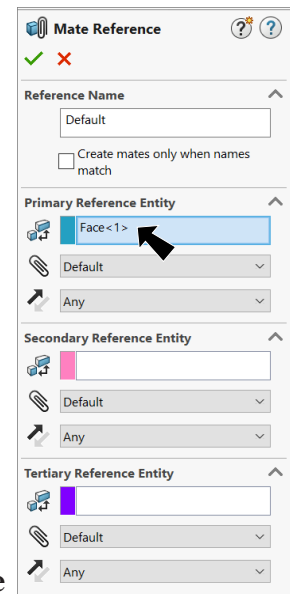 Mate Reference
Reference Name
Default
Create mates only when names
match
Primary Reference Entity
Face<1>
Default
Any
Secondary Reference Entity
Default
Any
Tertiary Reference Entity
Default
Any
e